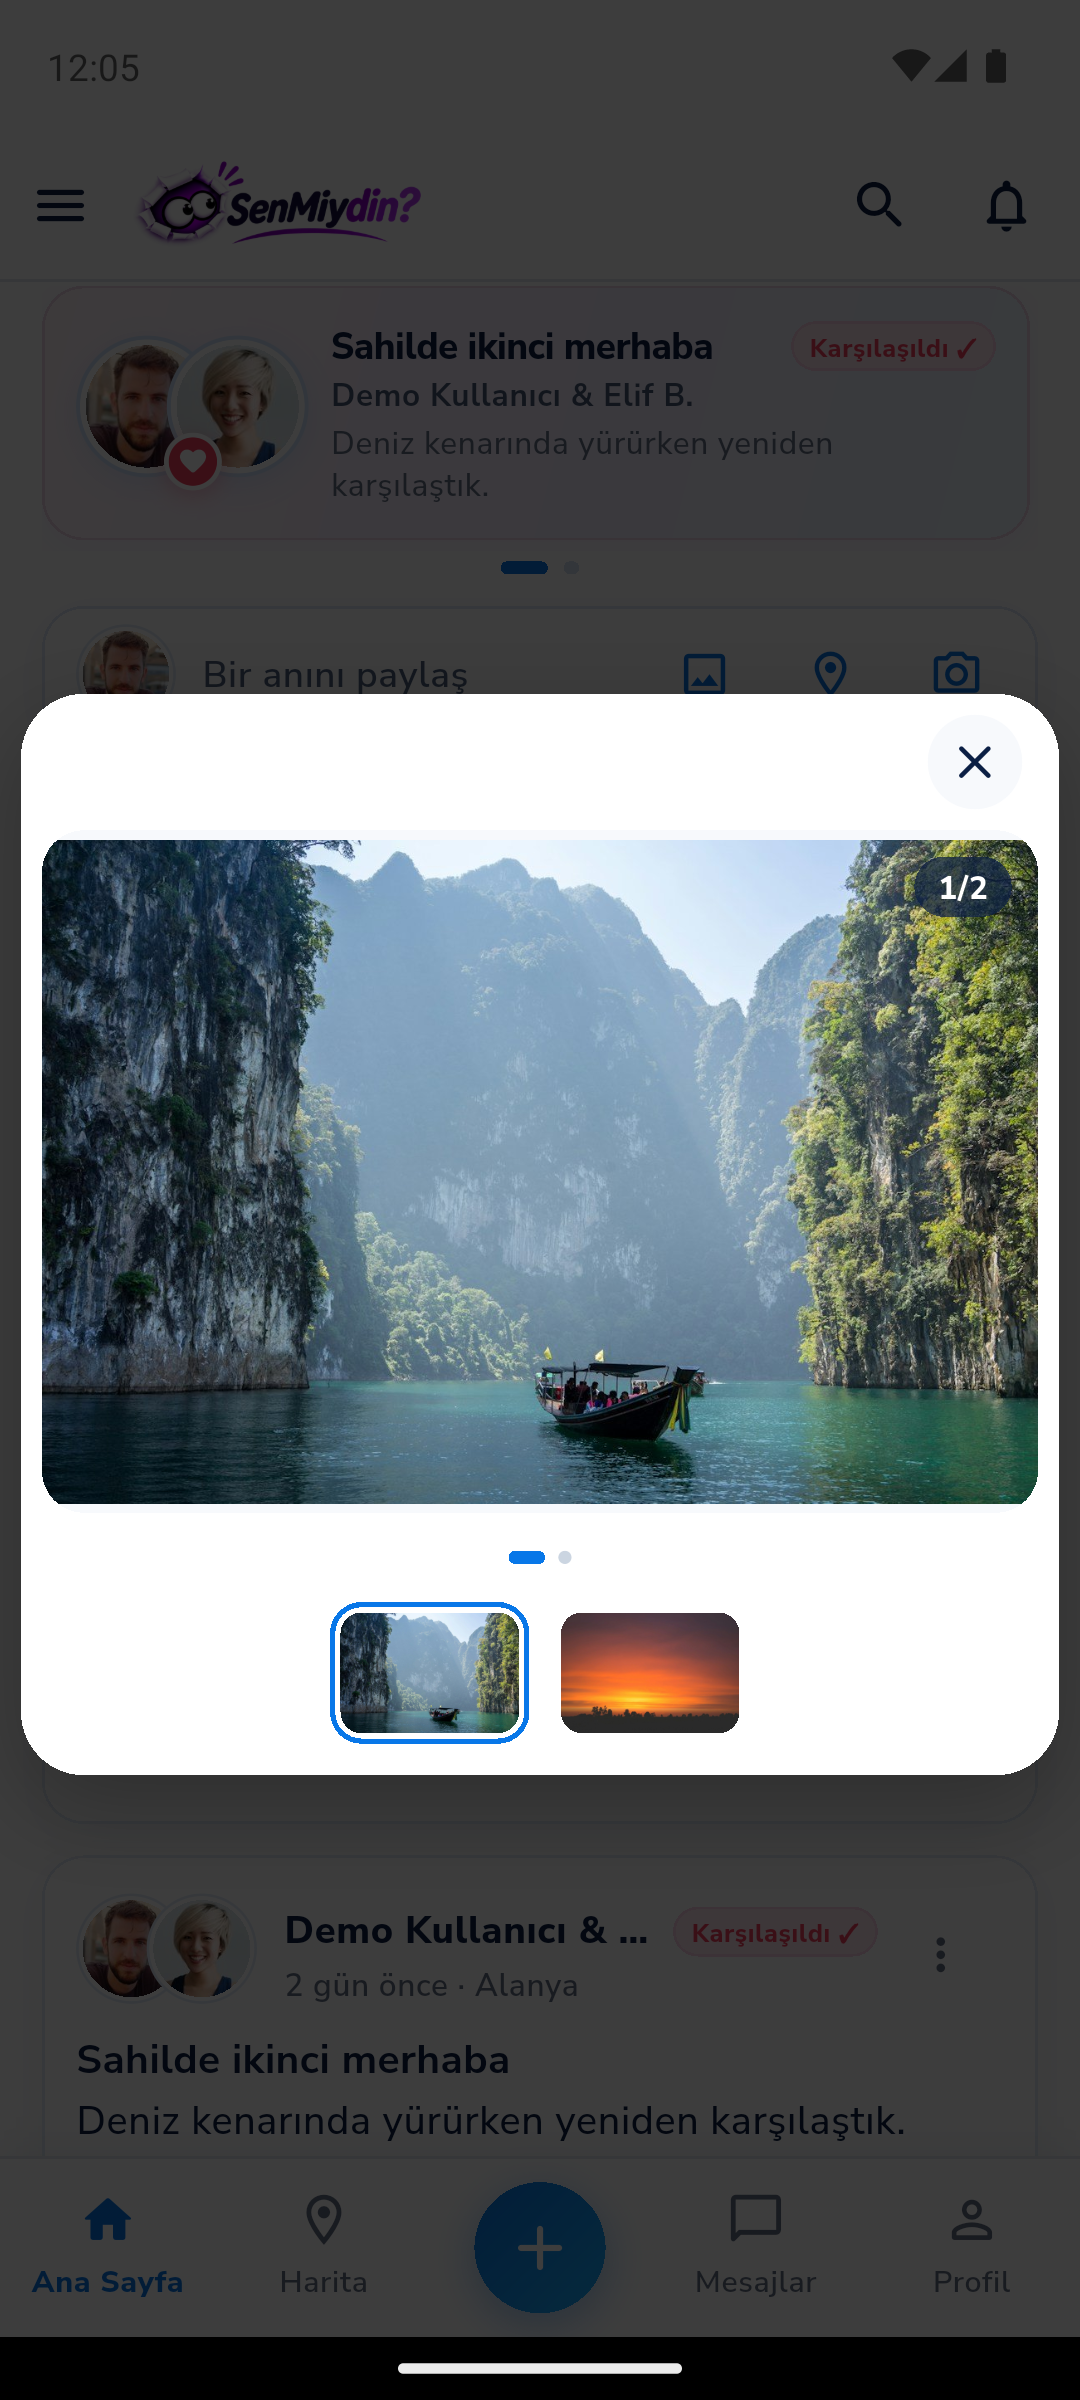 12:05
SenMiydin?
Sahilde ikinci merhaba
Karşılaşıldı ✓
Demo Kullanıcı & Elif B.
Deniz kenarında yürürken yeniden
karşılaştık.
Bir anını paylaş
1/2
Demo Kullanıcı & ...
Karşılaşıldı ✓
2 gün önce · Alanya
Sahilde ikinci merhaba
Deniz kenarında yürürken yeniden karşılaştık.
Ana Sayfa
Harita
Mesajlar
Profil